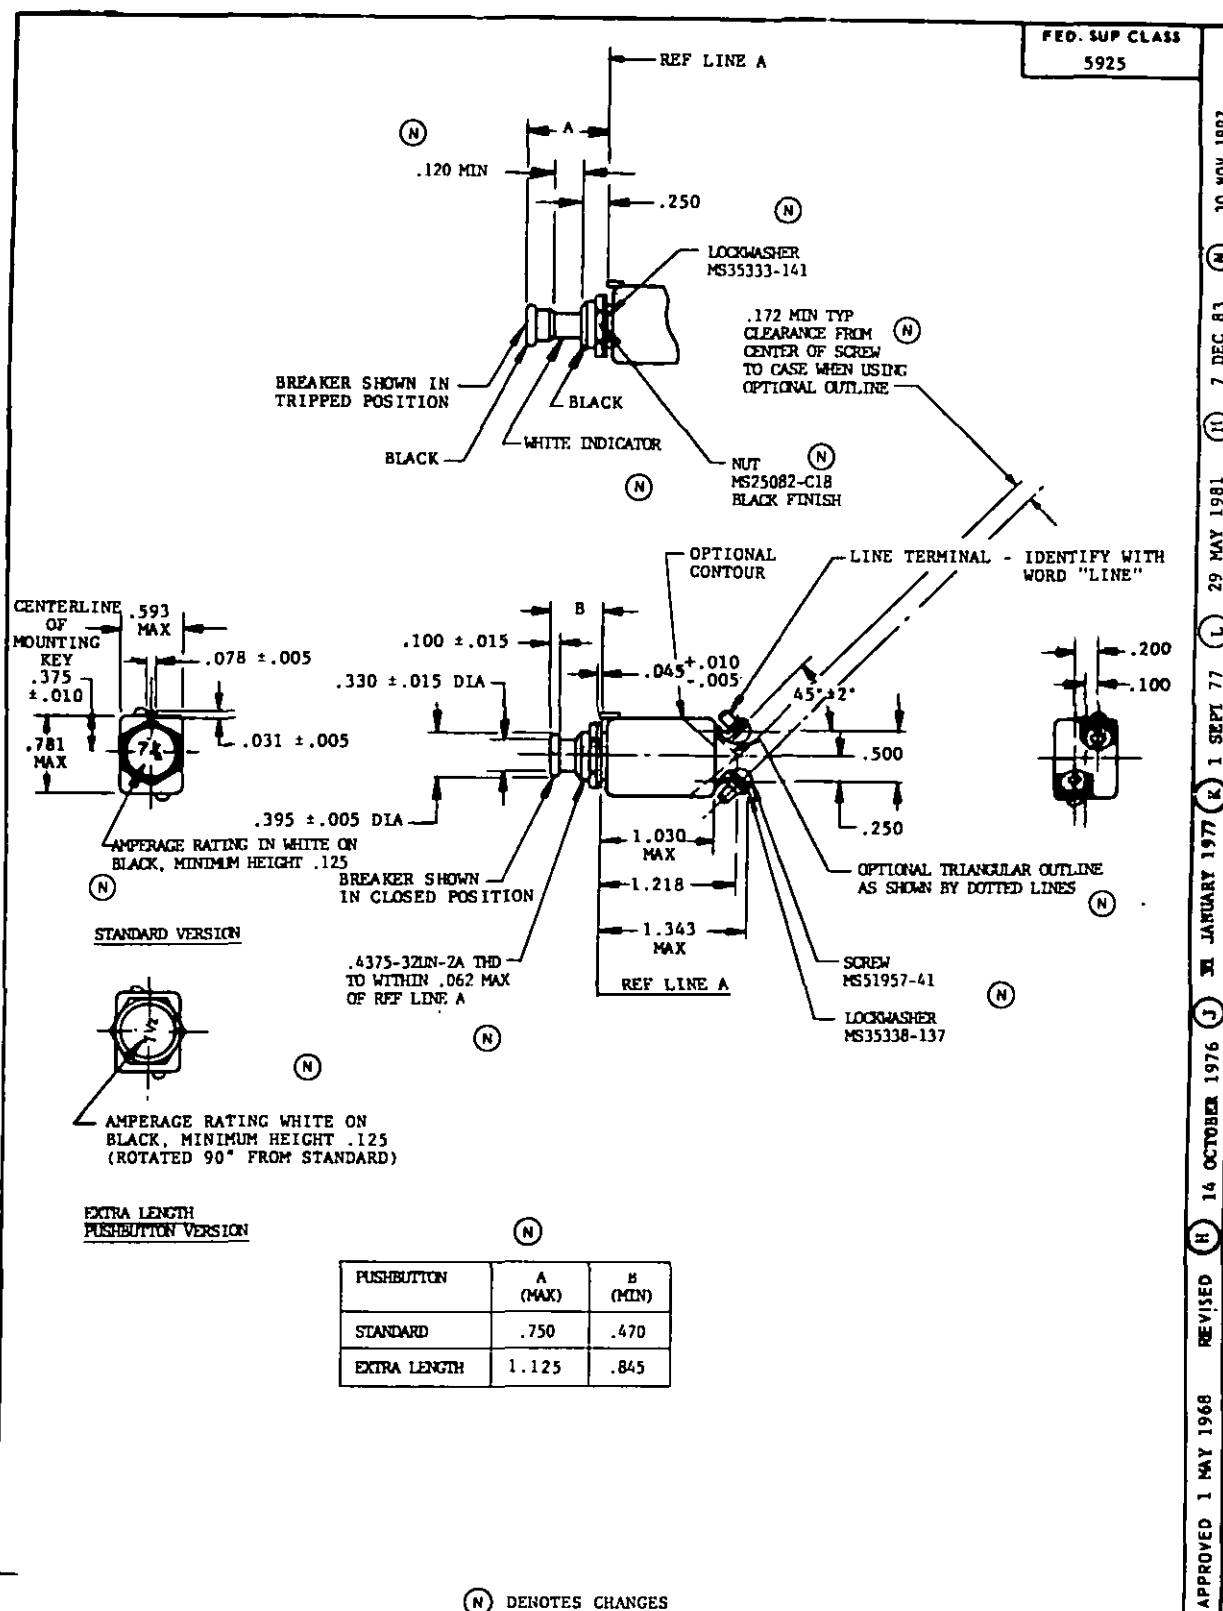 FED. SUP CLASS
5925
REF LINE A
A
N
.120 MIN
.250
N
LOCKWASHER
MS35333-141
.172 MIN TYP
CLEARANCE FROM
CENTER OF SCREW
TO CASE WHEN USING
OPTIONAL OUTLINE
N
BREAKER SHOWN IN
TRIPPED POSITION
BLACK
WHITE INDICATOR
BLACK
NUT
MS25082-C18
BLACK FINISH
N
N
OPTIONAL
CONTOUR
LINE TERMINAL - IDENTIFY WITH
WORD "LINE"
CENTERLINE
OF
MOUNTING
KEY
.375
±.010
.593
MAX
.078 ±.005
.031 ±.005
.781
MAX
B
.100 ±.015
.330 ±.015 DIA
.045 +.010
-.005
45°±2°
.200
.100
.500
.250
.395 ±.005 DIA
AMPERAGE RATING IN WHITE ON
BLACK, MINIMUM HEIGHT .125
N
BREAKER SHOWN
IN CLOSED POSITION
1.030
MAX
1.218
1.343
MAX
OPTIONAL TRIANGULAR OUTLINE
AS SHOWN BY DOTTED LINES
N
STANDARD VERSION
.4375-32UN-2A THD
TO WITHIN .062 MAX
OF REF LINE A
REF LINE A
SCREW
MS51957-41
N
LOCKWASHER
MS35338-137
N
N
AMPERAGE RATING WHITE ON
BLACK, MINIMUM HEIGHT .125
(ROTATED 90° FROM STANDARD)
EXTRA LENGTH
PUSHBUTTON VERSION
N
PUSHBUTTON A (MAX) B (MIN)
STANDARD .750 .470
EXTRA LENGTH 1.125 .845
N DENOTES CHANGES
APPROVED 1 MAY 1968 REVISED H 14 OCTOBER 1976 J 31 JANUARY 1977 K 1 SEPT 77 L 29 MAY 1981 7 DEC 83 N